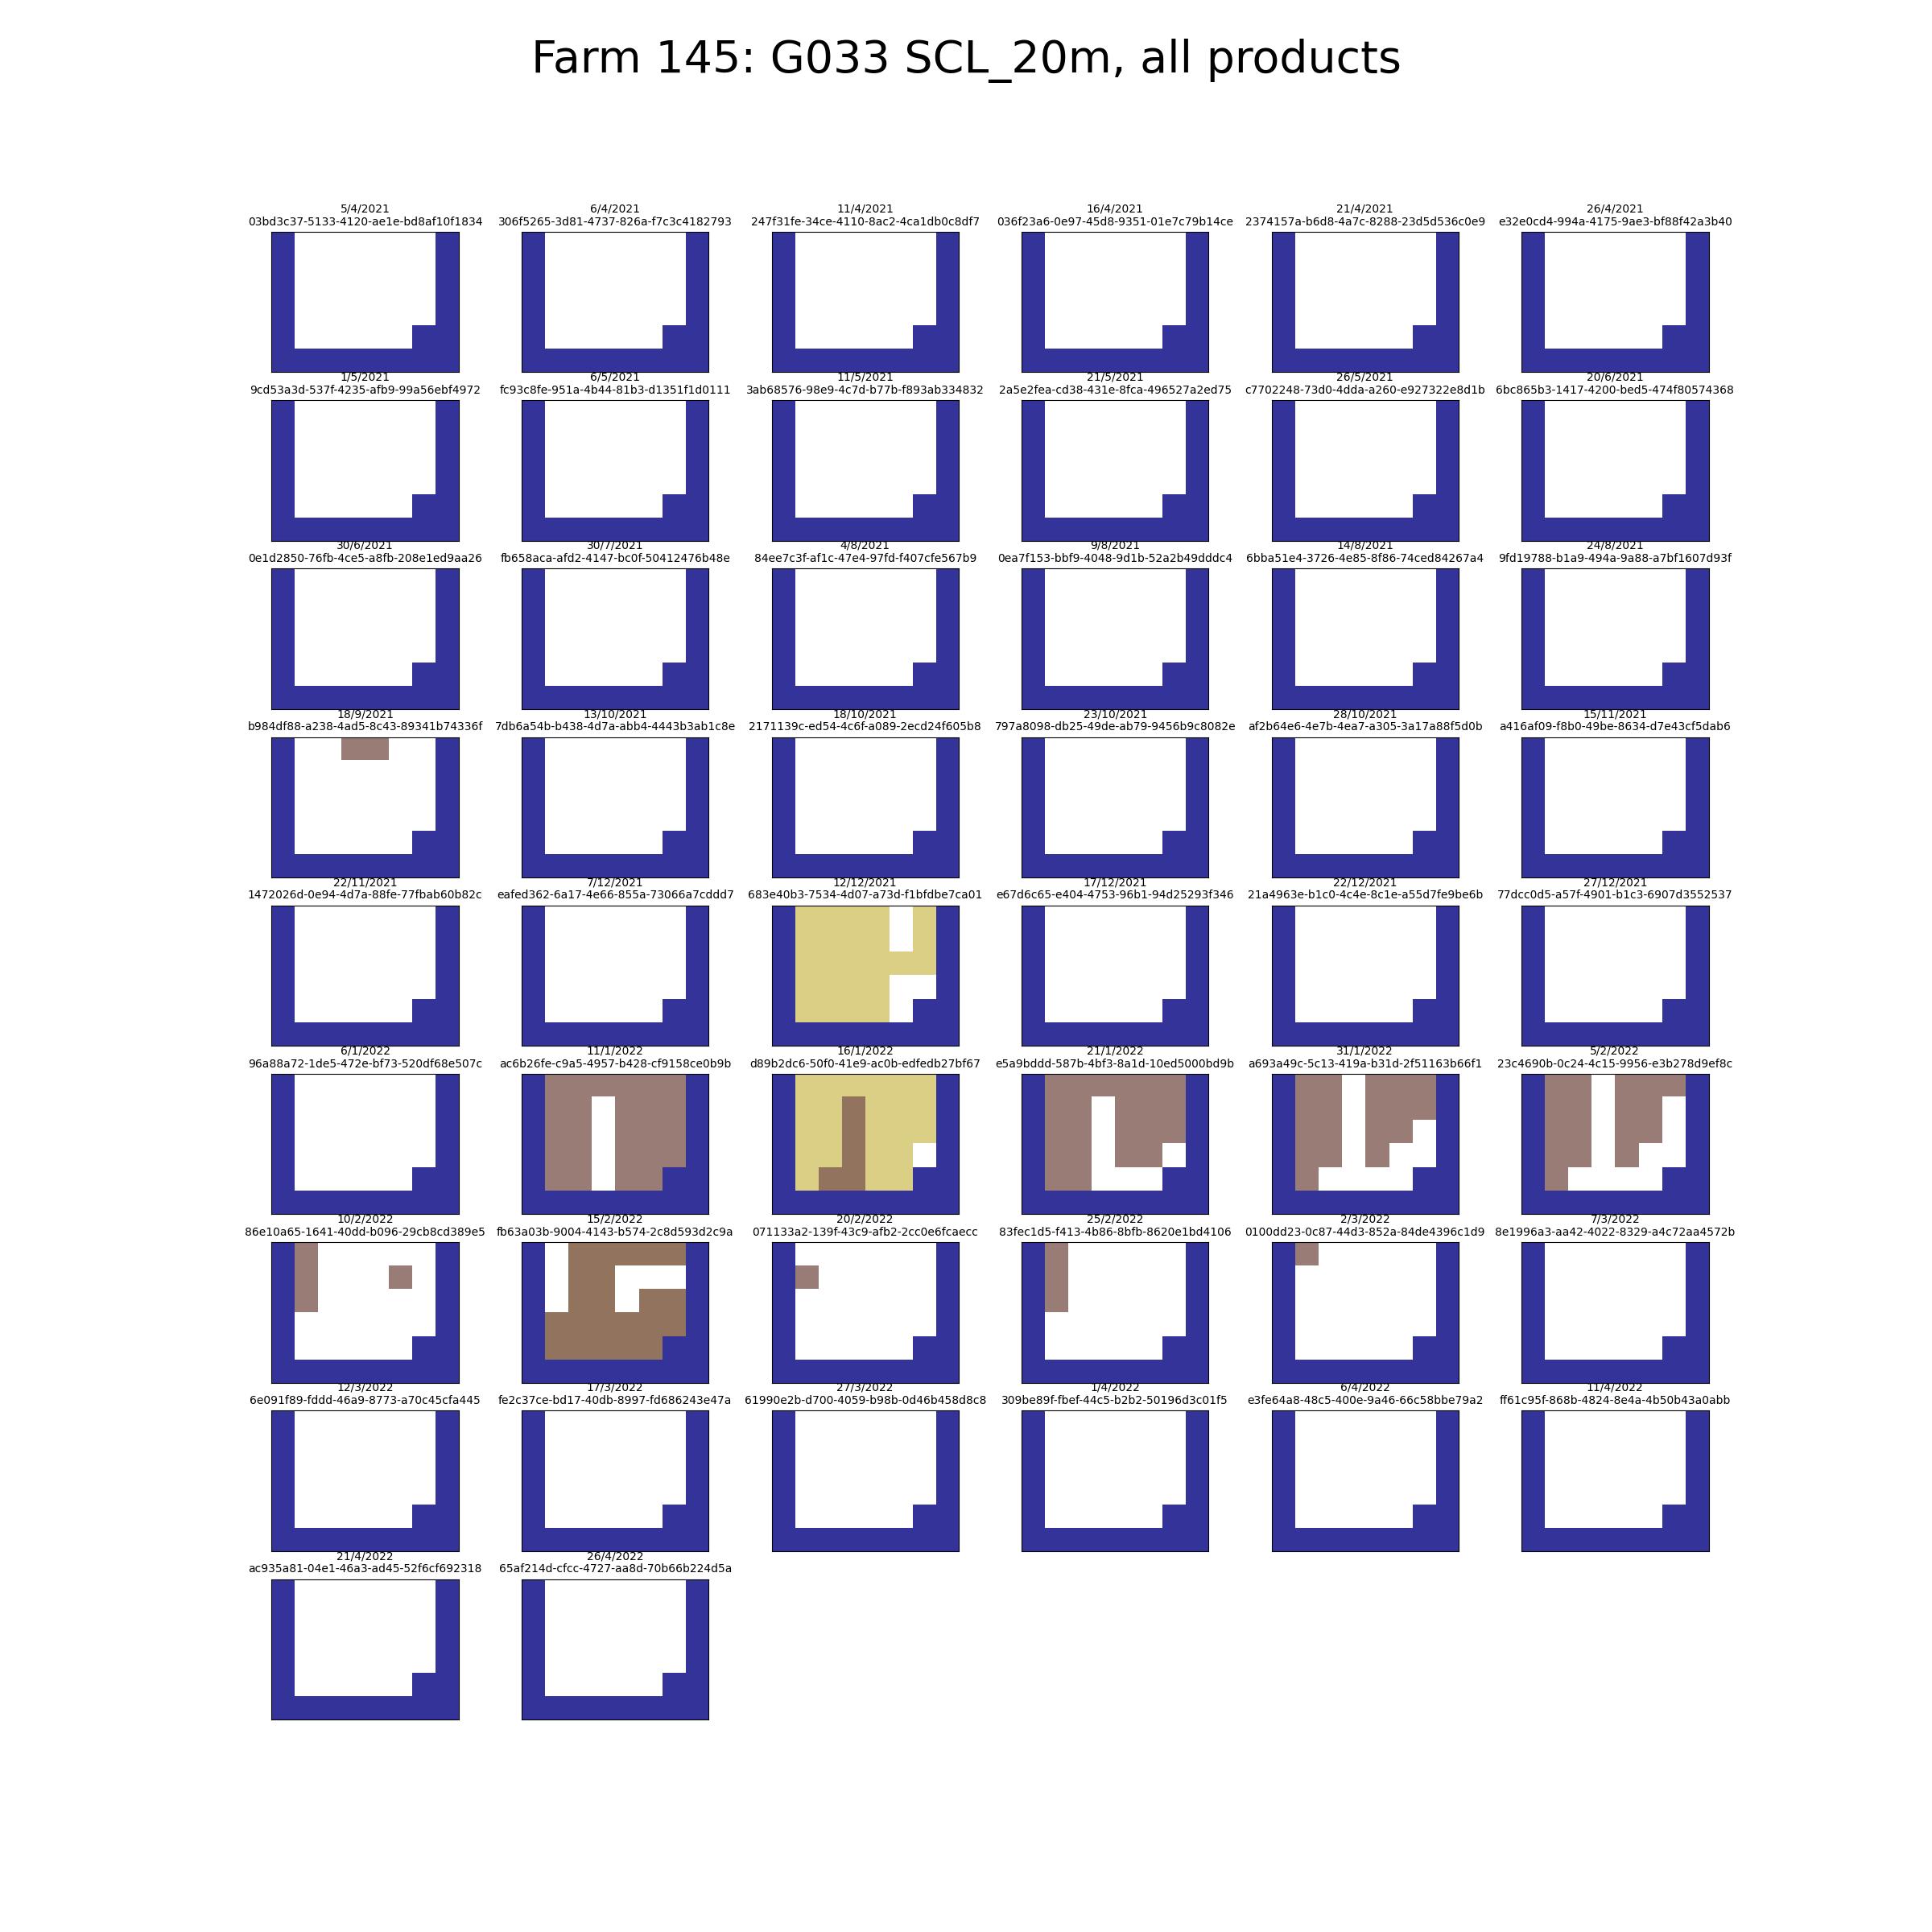 Farm 145: G033 SCL_20m, all products
5/4/2021
03bd3c37-5133-4120-ae1e-bd8af10f1834
6/4/2021
306f5265-3d81-4737-826a-f7c3c4182793
11/4/2021
247f31fe-34ce-4110-8ac2-4ca1db0c8df7
16/4/2021
036f23a6-0e97-45d8-9351-01e7c79b14ce
21/4/2021
2374157a-b6d8-4a7c-8288-23d5d536c0e9
26/4/2021
e32e0cd4-994a-4175-9ae3-bf88f42a3b40
1/5/2021
9cd53a3d-537f-4235-afb9-99a56ebf4972
6/5/2021
fc93c8fe-951a-4b44-81b3-d1351f1d0111
11/5/2021
3ab68576-98e9-4c7d-b77b-f893ab334832
21/5/2021
2a5e2fea-cd38-431e-8fca-496527a2ed75
26/5/2021
c7702248-73d0-4dda-a260-e927322e8d1b
20/6/2021
6bc865b3-1417-4200-bed5-474f80574368
30/6/2021
0e1d2850-76fb-4ce5-a8fb-208e1ed9aa26
30/7/2021
fb658aca-afd2-4147-bc0f-50412476b48e
4/8/2021
84ee7c3f-af1c-47e4-97fd-f407cfe567b9
9/8/2021
0ea7f153-bbf9-4048-9d1b-52a2b49dddc4
14/8/2021
6bba51e4-3726-4e85-8f86-74ced84267a4
24/8/2021
9fd19788-b1a9-494a-9a88-a7bf1607d93f
18/9/2021
b984df88-a238-4ad5-8c43-89341b74336f
13/10/2021
7db6a54b-b438-4d7a-abb4-4443b3ab1c8e
18/10/2021
2171139c-ed54-4c6f-a089-2ecd24f605b8
23/10/2021
797a8098-db25-49de-ab79-9456b9c8082e
28/10/2021
af2b64e6-4e7b-4ea7-a305-3a17a88f5d0b
15/11/2021
a416af09-f8b0-49be-8634-d7e43cf5dab6
22/11/2021
1472026d-0e94-4d7a-88fe-77fbab60b82c
7/12/2021
eafed362-6a17-4e66-855a-73066a7cddd7
12/12/2021
683e40b3-7534-4d07-a73d-f1bfdbe7ca01
17/12/2021
e67d6c65-e404-4753-96b1-94d25293f346
22/12/2021
21a4963e-b1c0-4c4e-8c1e-a55d7fe9be6b
27/12/2021
77dcc0d5-a57f-4901-b1c3-6907d3552537
6/1/2022
96a88a72-1de5-472e-bf73-520df68e507c
11/1/2022
ac6b26fe-c9a5-4957-b428-cf9158ce0b9b
16/1/2022
d89b2dc6-50f0-41e9-ac0b-edfedb27bf67
21/1/2022
e5a9bddd-587b-4bf3-8a1d-10ed5000bd9b
31/1/2022
a693a49c-5c13-419a-b31d-2f51163b66f1
5/2/2022
23c4690b-0c24-4c15-9956-e3b278d9ef8c
10/2/2022
86e10a65-1641-40dd-b096-29cb8cd389e5
15/2/2022
fb63a03b-9004-4143-b574-2c8d593d2c9a
20/2/2022
071133a2-139f-43c9-afb2-2cc0e6fcaecc
25/2/2022
83fec1d5-f413-4b86-8bfb-8620e1bd4106
2/3/2022
0100dd23-0c87-44d3-852a-84de4396c1d9
7/3/2022
8e1996a3-aa42-4022-8329-a4c72aa4572b
12/3/2022
6e091f89-fddd-46a9-8773-a70c45cfa445
17/3/2022
fe2c37ce-bd17-40db-8997-fd686243e47a
27/3/2022
61990e2b-d700-4059-b98b-0d46b458d8c8
1/4/2022
309be89f-fbef-44c5-b2b2-50196d3c01f5
6/4/2022
e3fe64a8-48c5-400e-9a46-66c58bbe79a2
11/4/2022
ff61c95f-868b-4824-8e4a-4b50b43a0abb
21/4/2022
ac935a81-04e1-46a3-ad45-52f6cf692318
26/4/2022
65af214d-cfcc-4727-aa8d-70b66b224d5a